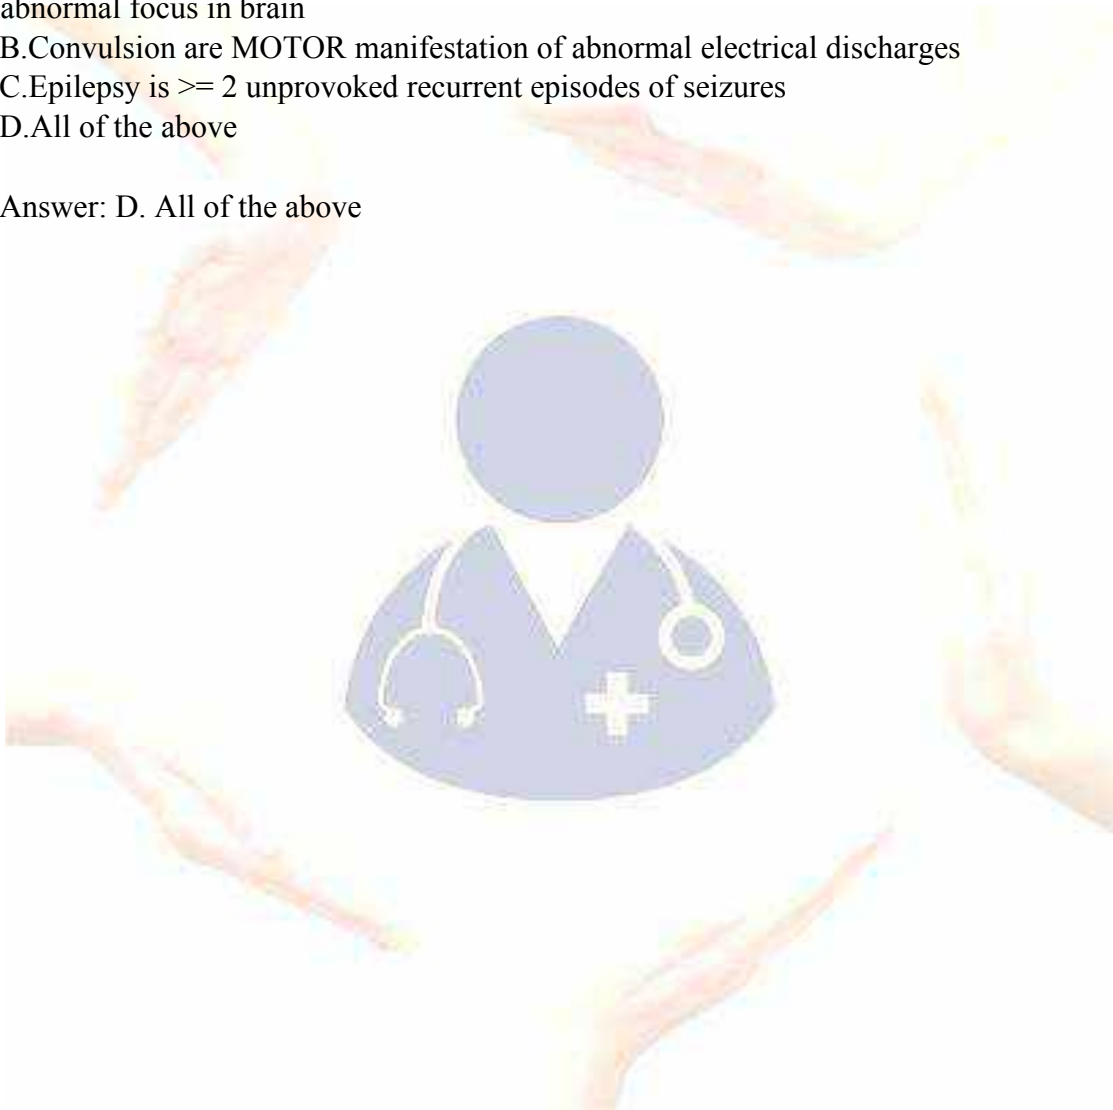 abnormal focus in brain
B.Convulsion are MOTOR manifestation of abnormal electrical discharges
C.Epilepsy is >= 2 unprovoked recurrent episodes of seizures
D.All of the above
Answer: D. All of the above